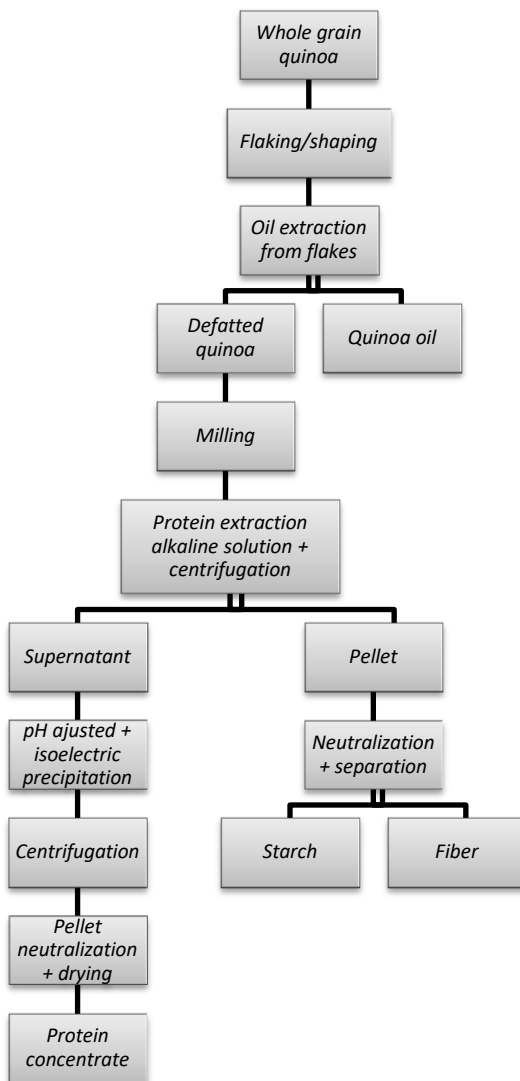 Whole grain
quinoa
Flaking/shaping
Oil extraction
from flakes
Defatted
quinoa
Quinoa oil
Milling
Protein extraction
alkaline solution +
centrifugation
Supernatant
Pellet
pH ajusted +
isoelectric
precipitation
Neutralization
+ separation
Centrifugation
Starch
Fiber
Pellet
neutralization
+ drying
Protein
concentrate